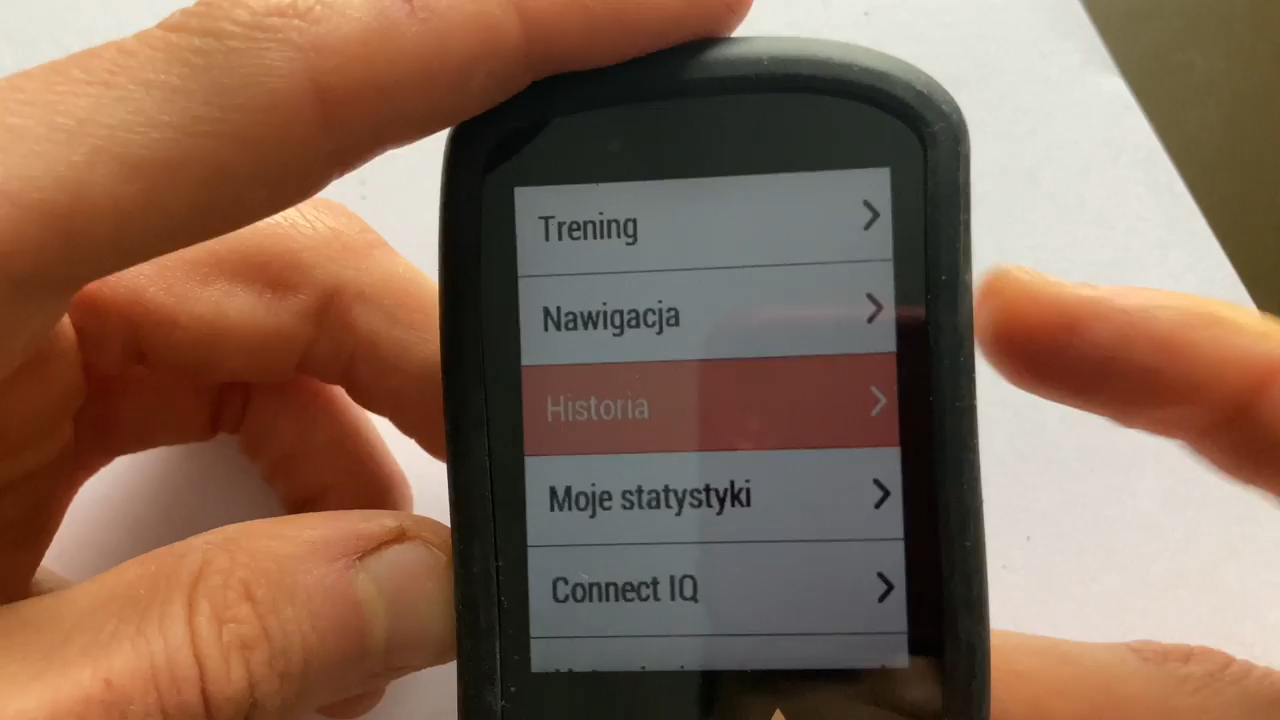 Trening
Nawigacja
Historia
Moje statystyki
Connect IQ